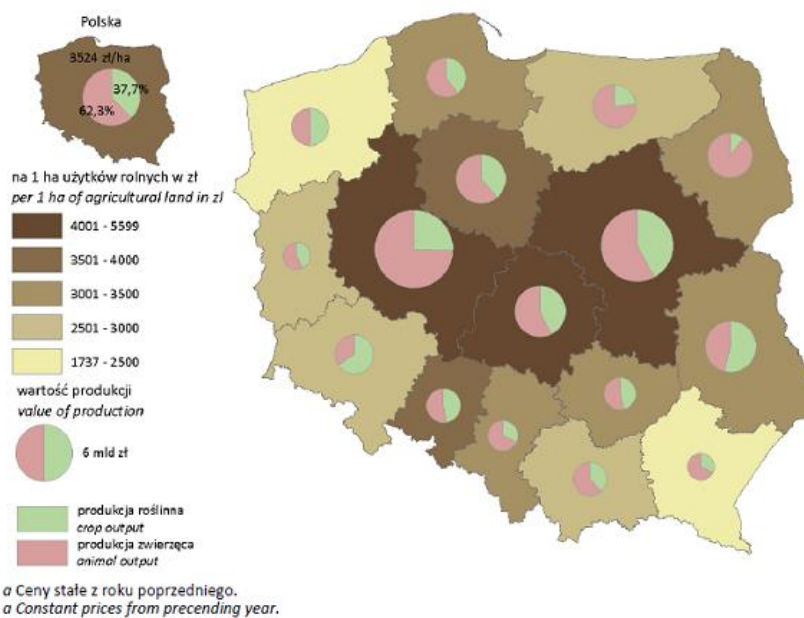 Polska
3524 zł/ha
37,7%
62,3%
na 1 ha użytków rolnych w zł
per 1 ha of agricultural land in zl
4001 - 5599
3501 - 4000
3001 - 3500
2501 - 3000
1737 - 2500
wartość produkcji
value of production
6 mld zł
produkcja roślinna
crop output
produkcja zwierzęca
animal output
a Ceny stałe z roku poprzedniego.
a Constant prices from precending year.